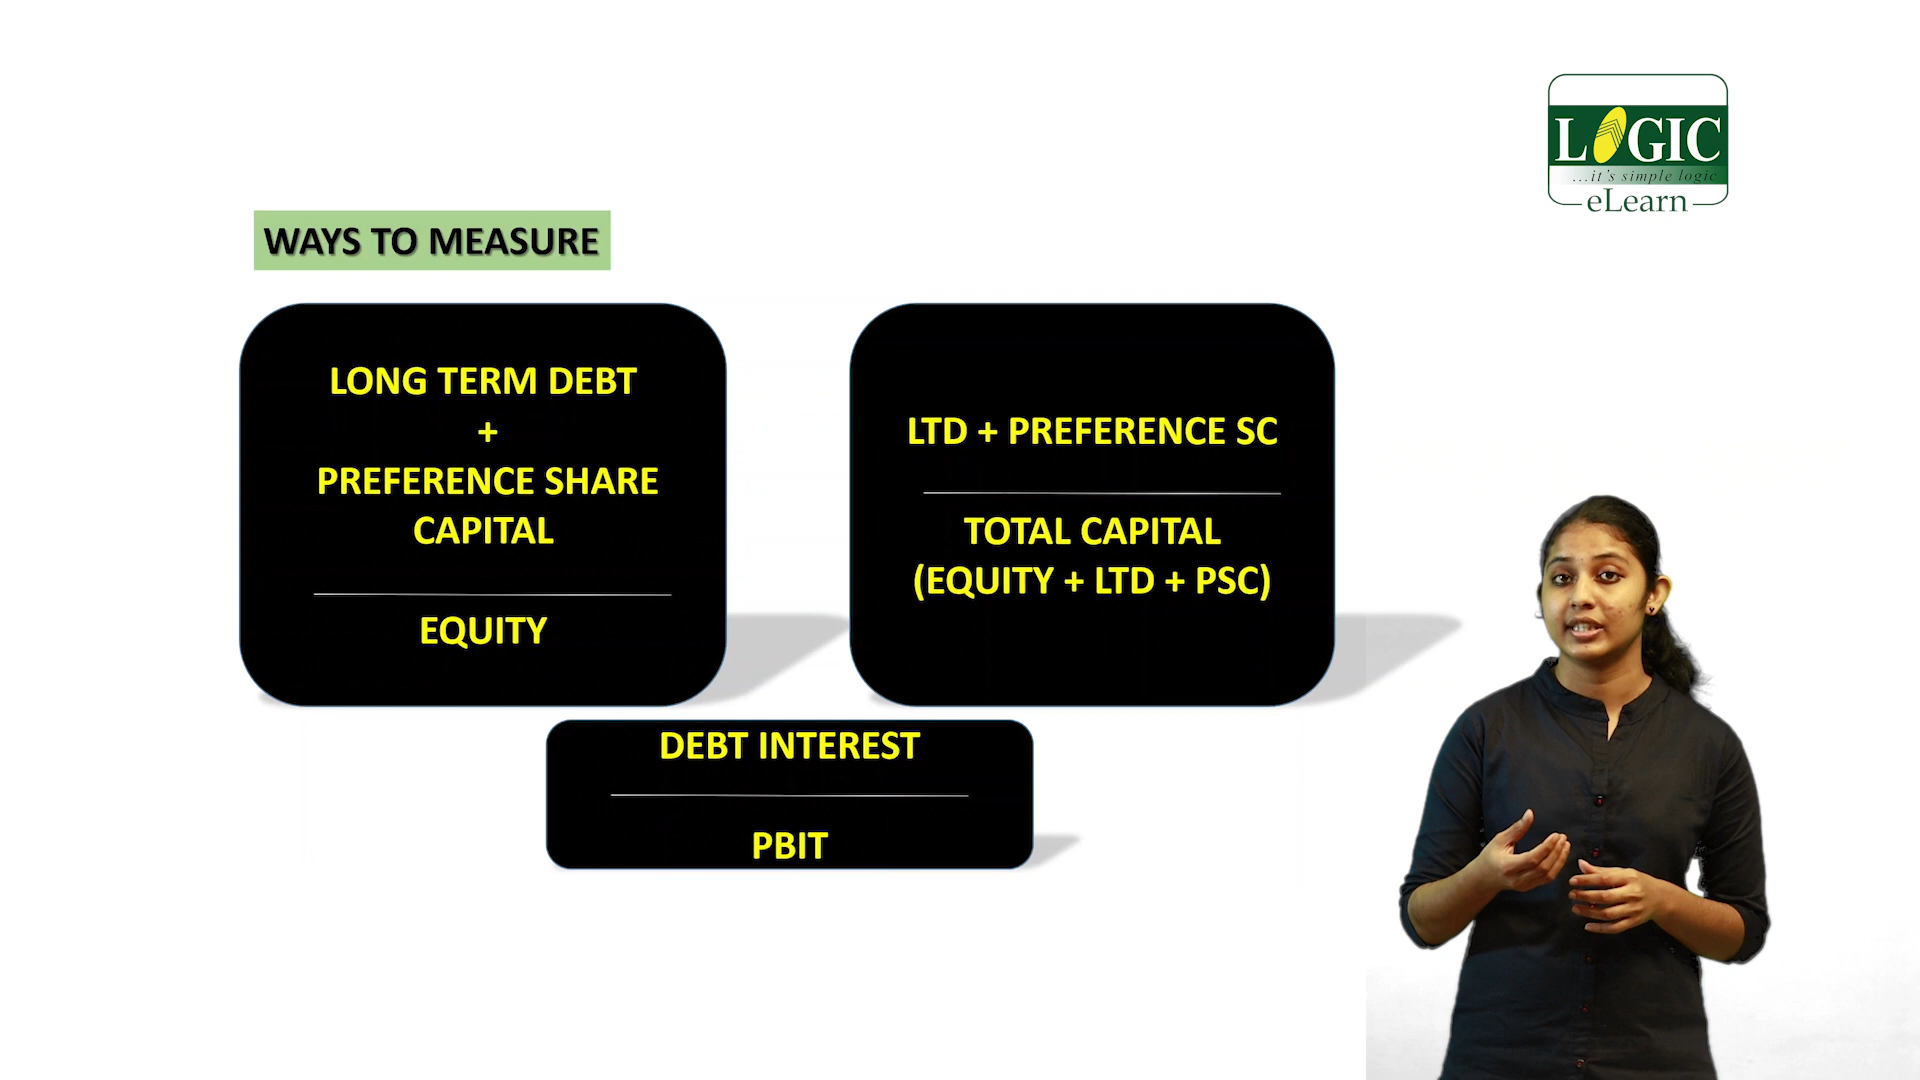 LOGIC
...it's simple logic
eLearn
WAYS TO MEASURE
LONG TERM DEBT
+
PREFERENCE SHARE
CAPITAL
EQUITY
LTD + PREFERENCE SC
TOTAL CAPITAL
(EQUITY + LTD + PSC)
DEBT INTEREST
PBIT